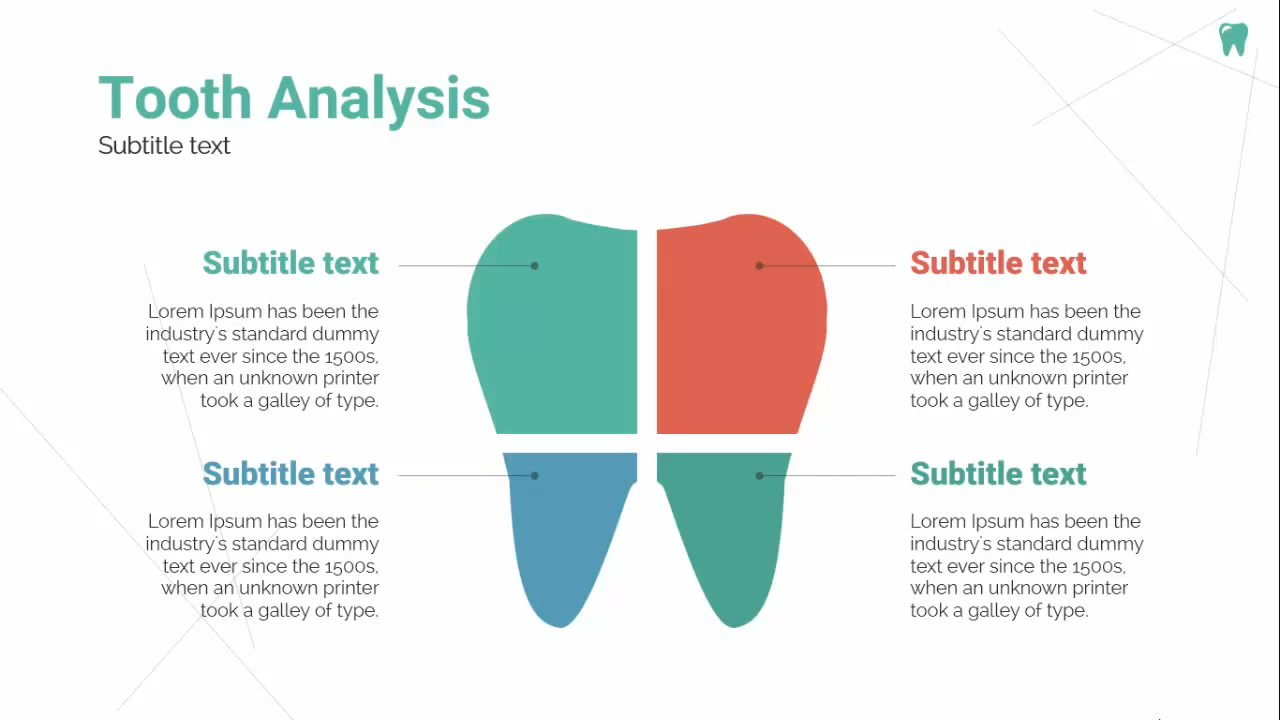 Tooth Analysis
Subtitle text
Subtitle text
Lorem Ipsum has been the
industry's standard dummy
text ever since the 1500s,
when an unknown printer
took a galley of type.
Subtitle text
Lorem Ipsum has been the
industry's standard dummy
text ever since the 1500s,
when an unknown printer
took a galley of type.
Subtitle text
Lorem Ipsum has been the
industry's standard dummy
text ever since the 1500s,
when an unknown printer
took a galley of type.
Subtitle text
Lorem Ipsum has been the
industry's standard dummy
text ever since the 1500s,
when an unknown printer
took a galley of type.